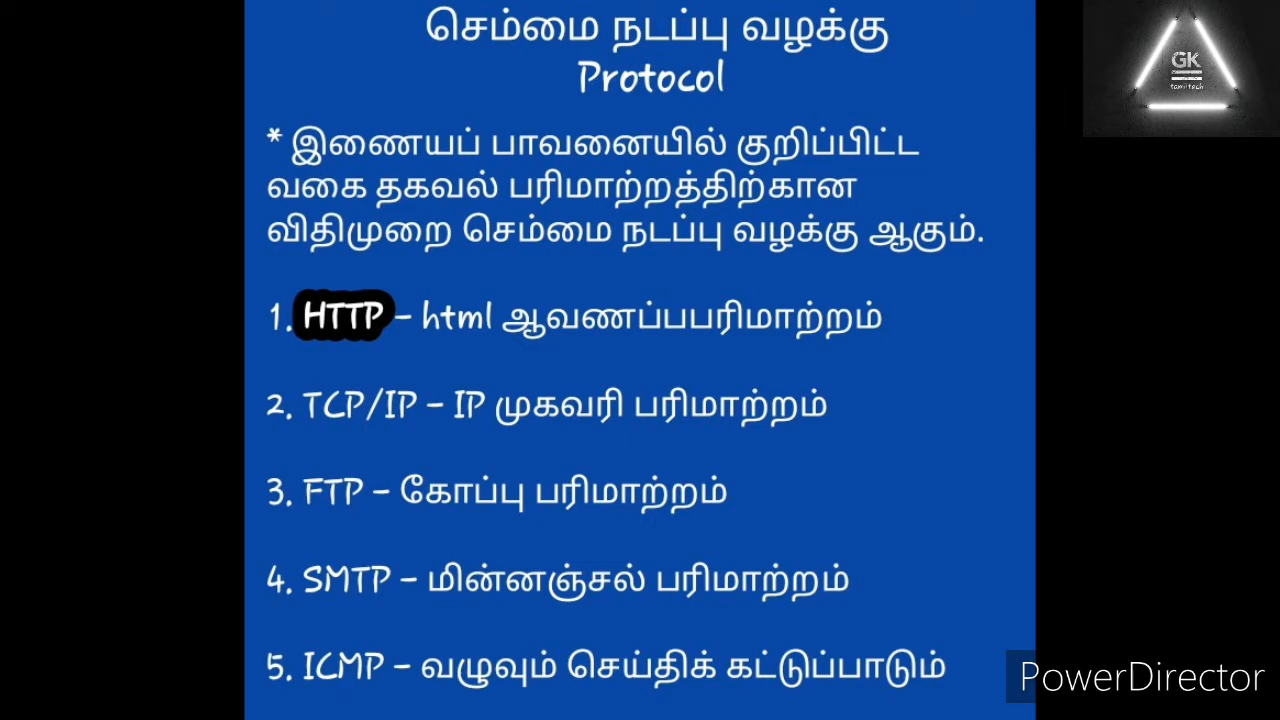 செம்மை நடப்பு வழக்கு
Protocol
* இணையப் பாவனையில் குறிப்பிட்ட
வகை தகவல் பரிமாற்றத்திற்கான
விதிமுறை செம்மை நடப்பு வழக்கு ஆகும்.
1. HTTP - html ஆவணப்பபரிமாற்றம்
2. TCP/IP - IP முகவரி பரிமாற்றம்
3. FTP - கோப்பு பரிமாற்றம்
4. SMTP - மின்னஞ்சல் பரிமாற்றம்
5. ICMP - வழுவும் செய்திக் கட்டுப்பாடும்
GK
tamiltech
PowerDirector